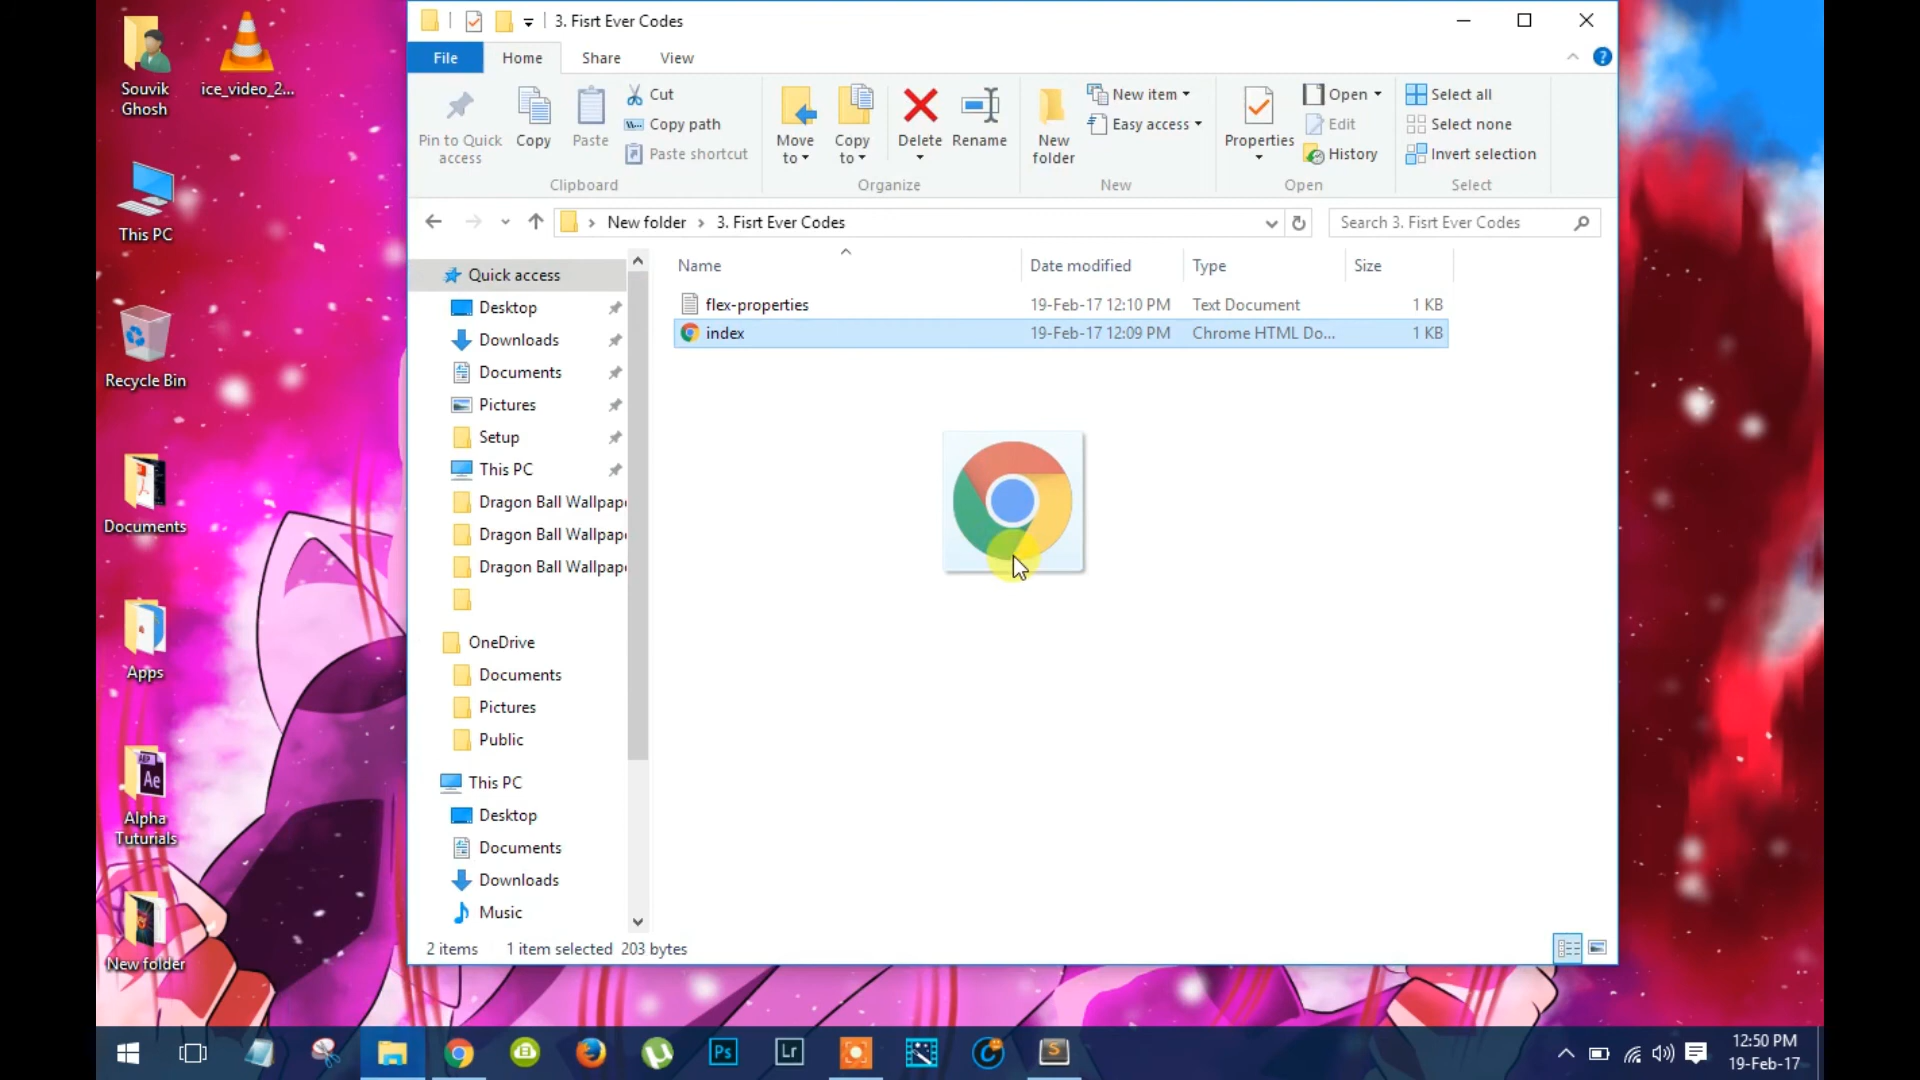 Souvik
Ghosh
ice_video_2...
This PC
Recycle Bin
Documents
Apps
Alpha
Tuturials
New folder
3. Fisrt Ever Codes
File
Home
Share
View
Pin to Quick
access
Copy
Paste
Cut
Copy path
Paste shortcut
Clipboard
Move
to
Copy
to
Delete
Rename
Organize
New
folder
New item
Easy access
New
Properties
Open
Edit
History
Open
Select all
Select none
Invert selection
Select
New folder
3. Fisrt Ever Codes
Search 3. Fisrt Ever Codes
Name
Date modified
Type
Size
flex-properties
19-Feb-17 12:10 PM
Text Document
1 KB
index
19-Feb-17 12:09 PM
Chrome HTML Do...
1 KB
Quick access
Desktop
Downloads
Documents
Pictures
Setup
This PC
Dragon Ball Wallpap
Dragon Ball Wallpap
Dragon Ball Wallpap
OneDrive
Documents
Pictures
Public
This PC
Desktop
Documents
Downloads
Music
2 items
1 item selected 203 bytes
Ps
Lr
12:50 PM
19-Feb-17